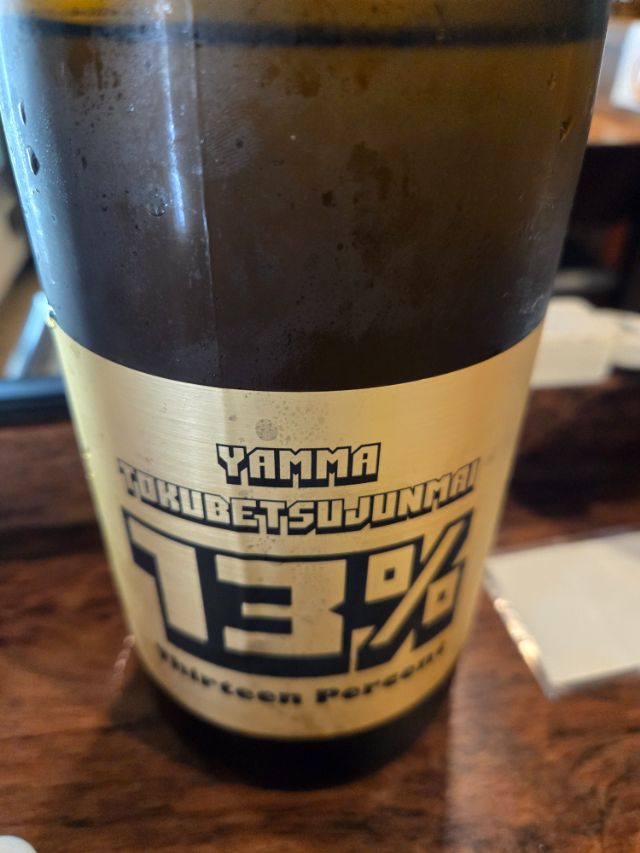 YAMMA
TOKUBETSUJUNMAI
13%
Thirteen Percent